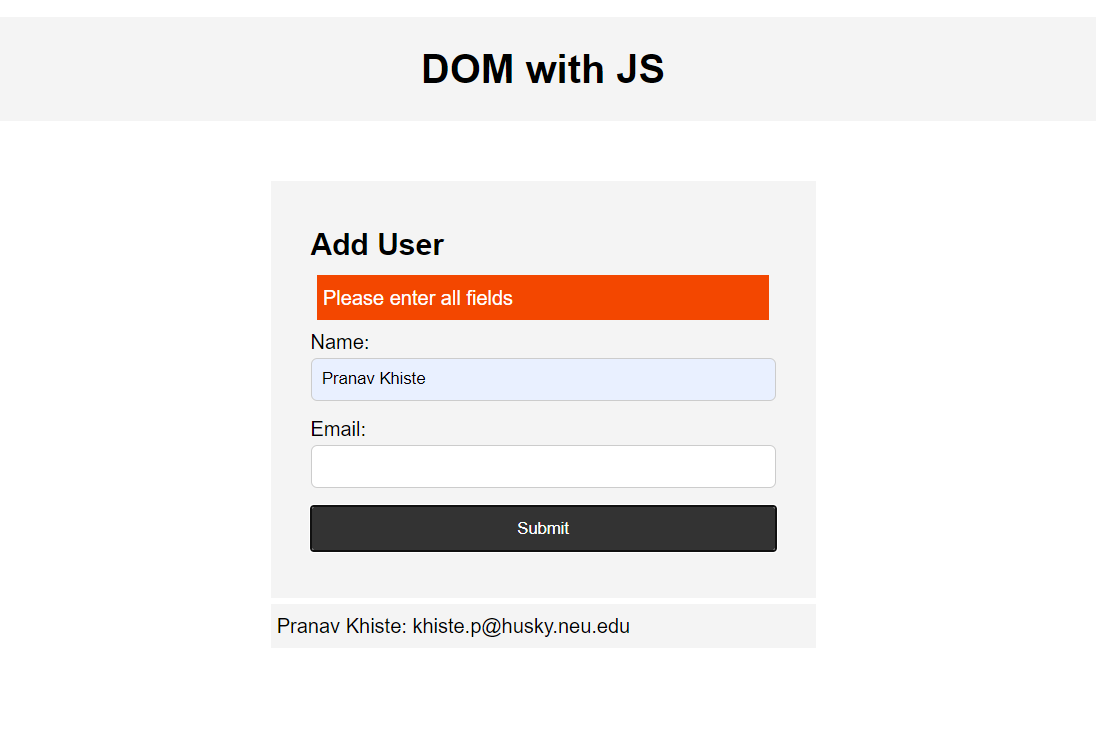 DOM with JS
Add User
Please enter all fields
Name:
Pranav Khiste
Email:
Submit
Pranav Khiste: khiste.p@husky.neu.edu